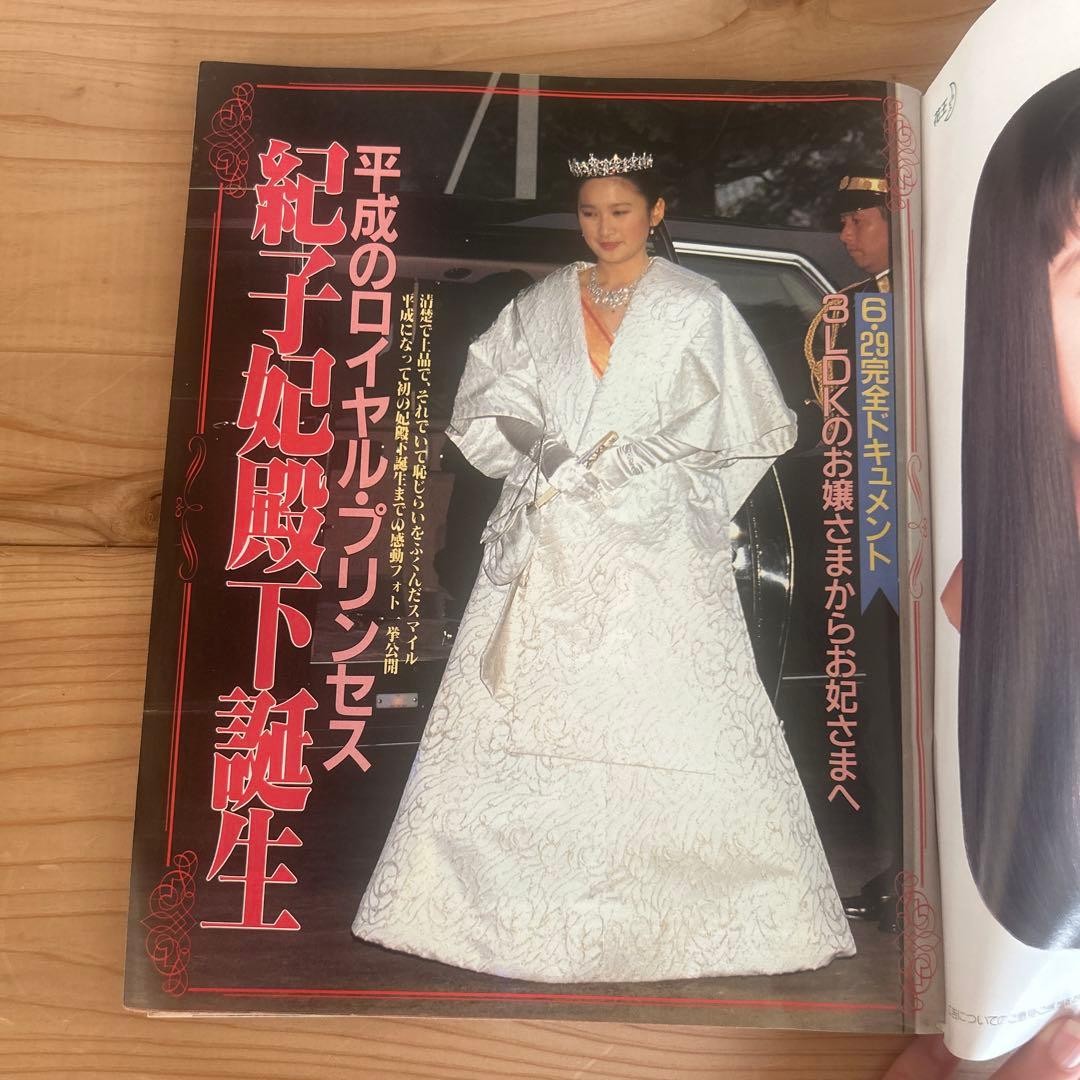 6・29完全ドキュメント
3LDKのお嬢さまからお妃さまへ
清楚で上品で、それでいて恥じらいをふくんだスマイル
平成になって初の妃殿下誕生までの感動フォト一挙公開
平成のロイヤル・プリンセス
紀子妃殿下誕生